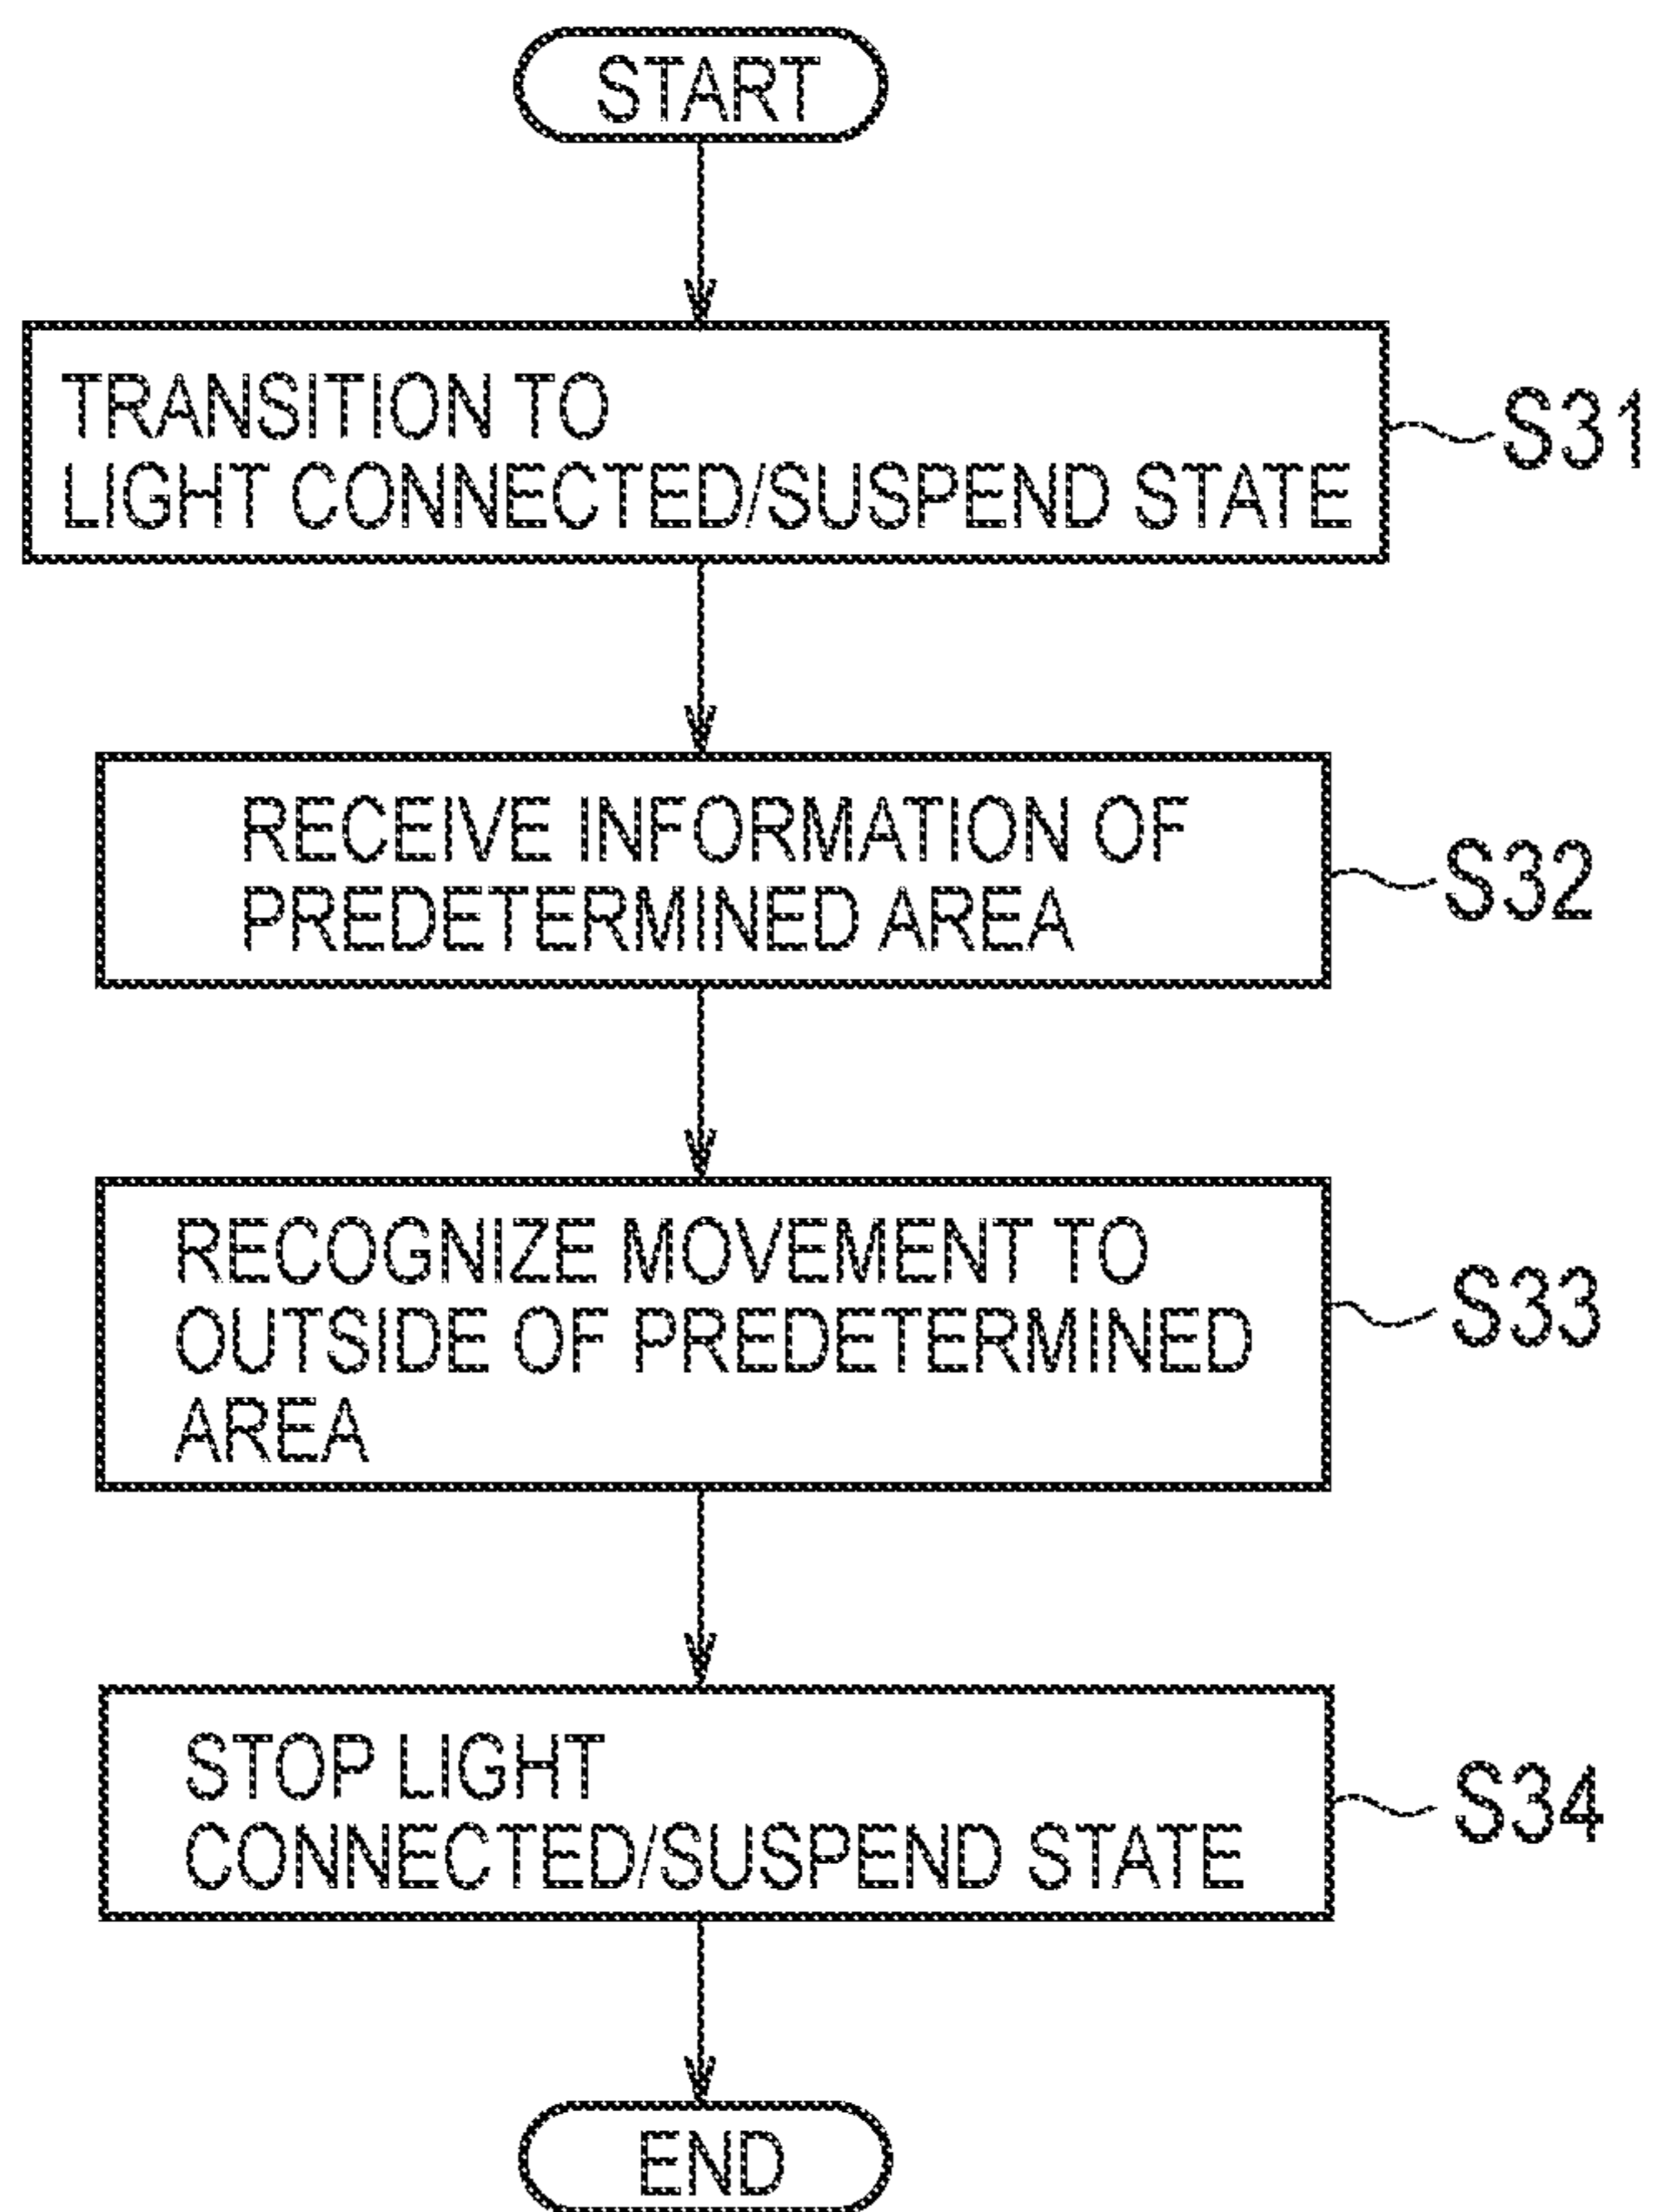 START
TRANSITION TO
LIGHT CONNECTED/SUSPEND STATE
S31
RECEIVE INFORMATION OF
PREDETERMINED AREA
S32
RECOGNIZE MOVEMENT TO
OUTSIDE OF PREDETERMINED
AREA
S33
STOP LIGHT
CONNECTED/SUSPEND STATE
S34
END